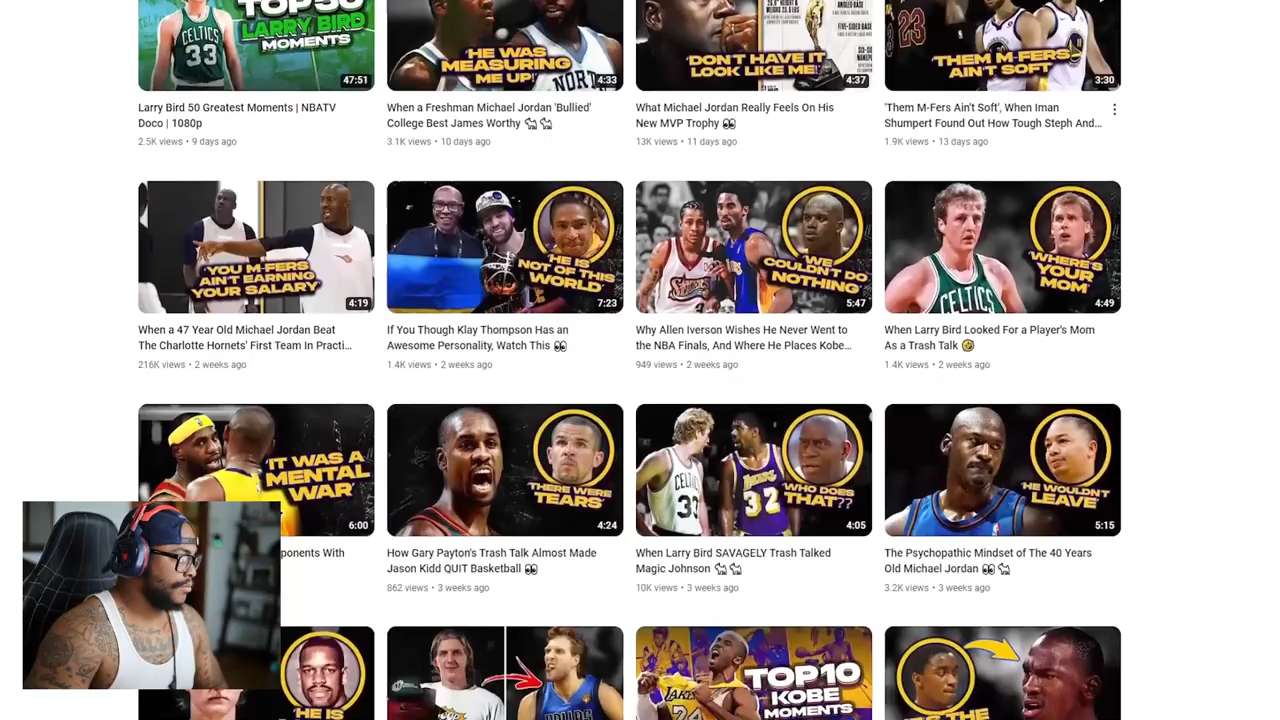 TOP 50
LARRY BIRD
MOMENTS
CELTICS
33
47:51
'HE WAS
MEASURING
ME UP!'
NORT
4:33
'DON'T HAVE IT
LOOK LIKE ME'
4:37
23
'THEM M-FERS
AIN'T SOFT'
3:30
Larry Bird 50 Greatest Moments | NBATV
Doco | 1080p
2.5K views • 9 days ago
When a Freshman Michael Jordan 'Bullied'
College Best James Worthy 🐐🐐
3.1K views • 10 days ago
What Michael Jordan Really Feels On His
New MVP Trophy 👀
13K views • 11 days ago
'Them M-Fers Ain't Soft', When Iman
Shumpert Found Out How Tough Steph And...
1.9K views • 13 days ago
'YOU M-FERS
AIN'T EARNING
YOUR SALARY'
4:19
'HE IS
NOT OF THIS
WORLD'
7:23
'WE
COULDN'T DO
NOTHING'
5:47
CELTICS
'WHERE'S
YOUR
MOM'
4:49
When a 47 Year Old Michael Jordan Beat
The Charlotte Hornets' First Team In Practi...
216K views • 2 weeks ago
If You Though Klay Thompson Has an
Awesome Personality, Watch This 👀
1.4K views • 2 weeks ago
Why Allen Iverson Wishes He Never Went to
the NBA Finals, And Where He Places Kobe...
949 views • 2 weeks ago
When Larry Bird Looked For a Player's Mom
As a Trash Talk 🤣
1.4K views • 2 weeks ago
'IT WAS A
MENTAL
WAR'
6:00
'THERE WERE
TEARS'
4:24
33
32
'WHO DOES
THAT??
4:05
'HE WOULDN'T
LEAVE'
5:15
ponents With
How Gary Payton's Trash Talk Almost Made
Jason Kidd QUIT Basketball 👀
862 views • 3 weeks ago
When Larry Bird SAVAGELY Trash Talked
Magic Johnson 🐐🐐
10K views • 3 weeks ago
The Psychopathic Mindset of The 40 Years
Old Michael Jordan 👀🐐
3.2K views • 3 weeks ago
'HE IS
TOP 10
KOBE
MOMENTS
24